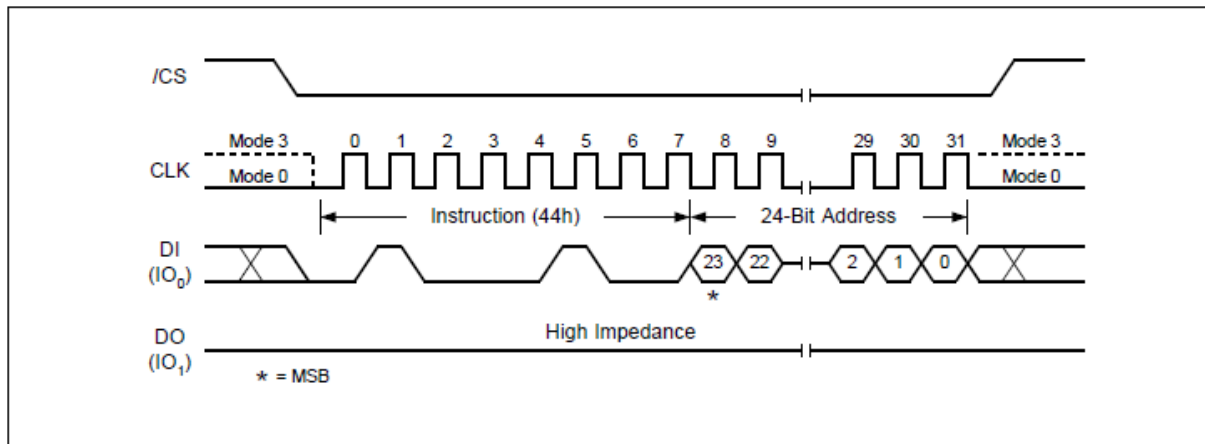 /CS
Mode 3 0 1 2 3 4 5 6 7 8 9 29 30 31 Mode 3
CLK Mode 0 Mode 0
Instruction (44h) 24-Bit Address
DI
(IO0) 23 22 2 1 0
*
DO High Impedance
(IO1)
* = MSB